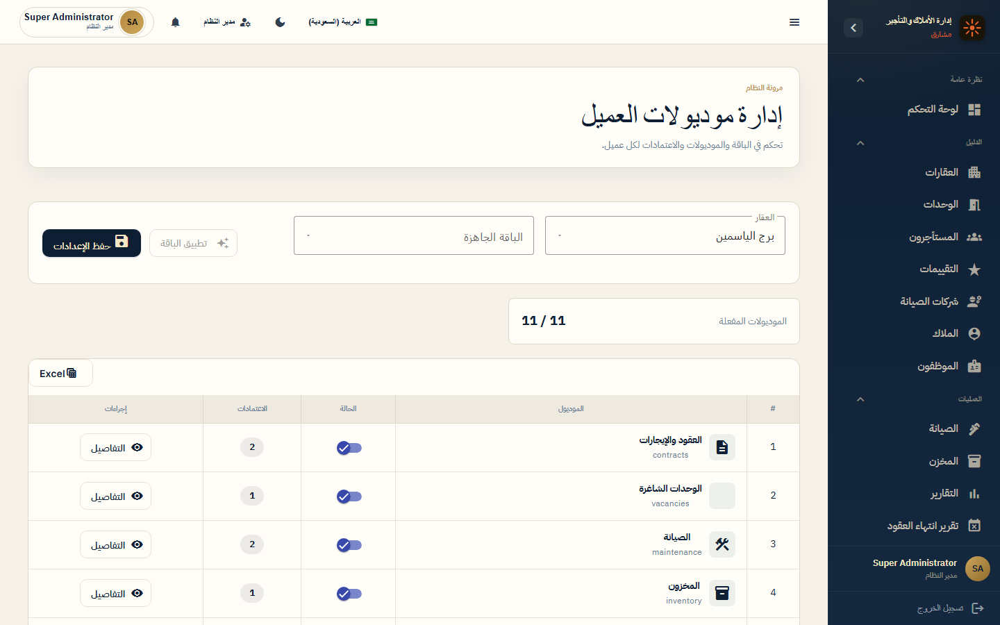 إدارة الأملاك والتأجير
مشارق
نظرة عامة
لوحة التحكم
الدليل
العقارات
الوحدات
المستأجرون
التقييمات
شركات الصيانة
الملاك
الموظفون
العمليات
الصيانة
المخزن
التقارير
تقرير انتهاء العقود
Super Administrator
مدير النظام
SA
تسجيل الخروج
العربية (السعودية)
مدير النظام
SA
Super Administrator
مدير النظام
مرونة النظام
إدارة موديولات العميل
تحكم في الباقة والموديولات والاعتمادات لكل عميل.
العقار
برج الياسمين
الباقة الجاهزة
تطبيق الباقة
حفظ الإعدادات
الموديولات المفعلة
11 / 11
Excel
# الموديول الحالة الاعتمادات إجراءات
1 العقود والإيجارات 2 التفاصيل
contracts
2 الوحدات الشاغرة 1 التفاصيل
vacancies
3 الصيانة 2 التفاصيل
maintenance
4 المخزون 1 التفاصيل
inventory